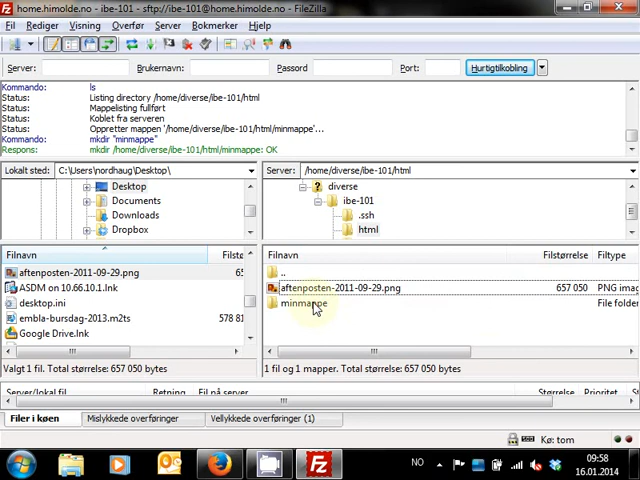 home.himolde.no - ibe-101 - sftp://ibe-101@home.himolde.no - FileZilla
Fil Rediger Visning Overfør Server Bokmerker Hjelp
Server: Brukernavn: Passord Port: Hurtigtilkobling
Kommando: ls
Status: Listing directory /home/diverse/ibe-101/html
Status: Mappelisting fullført
Status: Koblet fra serveren
Status: Oppretter mappen '/home/diverse/ibe-101/html/minmappe'...
Kommando: mkdir "minmappe"
Respons: mkdir /home/diverse/ibe-101/html/minmappe: OK
Lokalt sted: C:\Users\nordhaug\Desktop\
Server: /home/diverse/ibe-101/html
Desktop
Documents
Downloads
Dropbox
? diverse
ibe-101
.ssh
html
Filnavn Filstø
aftenposten-2011-09-29.png 65
ASDM on 10.66.10.1.lnk
desktop.ini
embla-bursdag-2013.m2ts 578 81
Google Drive.lnk
Filnavn Filstørrelse Filtype
..
aftenposten-2011-09-29.png 657 050 PNG imag
minmappe File folder
Valgt 1 fil. Total størrelse: 657 050 bytes
1 fil og 1 mapper. Total størrelse: 657 050 bytes
Server/lokal fil Retning Fil på server Størrelse Prioritet
Filer i køen Mislykkede overføringer Vellykkede overføringer (1)
Kø: tom
NO 09:58
16.01.2014